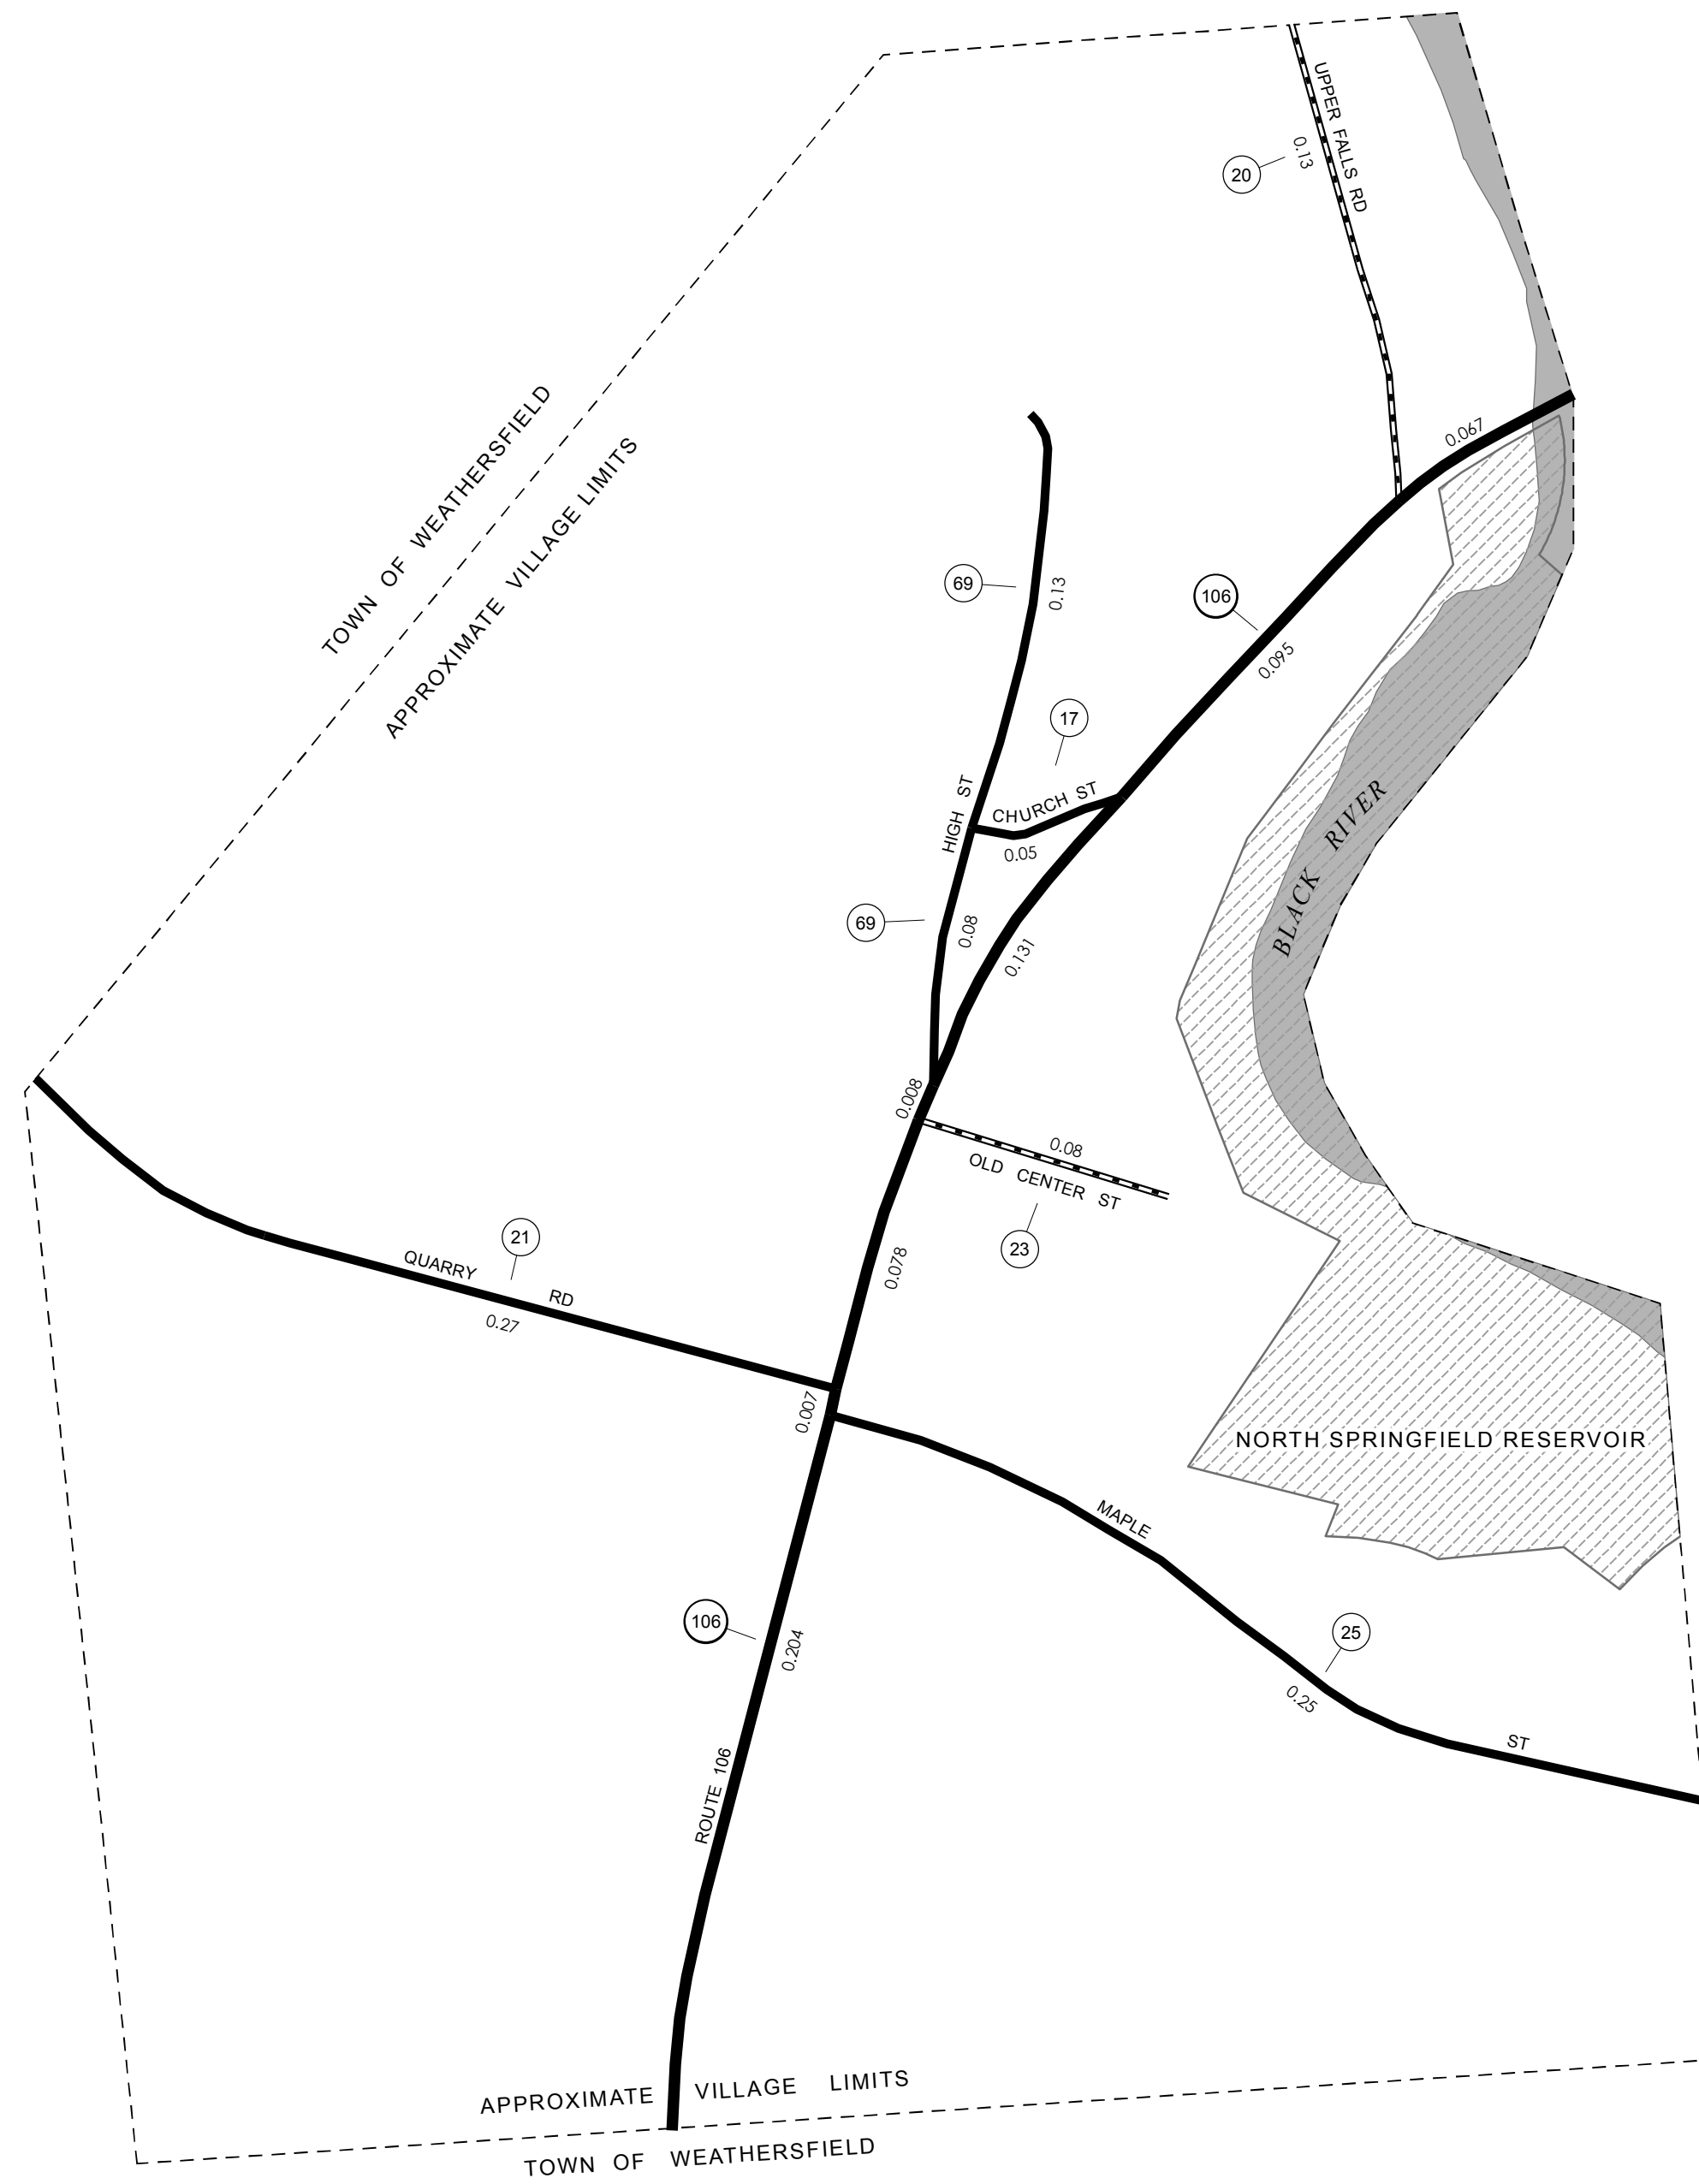 UPPER FALLS RD
0.13
20
TOWN OF WEATHERSFIELD
APPROXIMATE VILLAGE LIMITS
0.067
69
0.13
106
0.095
17
CHURCH ST
0.05
HIGH ST
69
0.08
0.131
BLACK RIVER
0.008
0.08
OLD CENTER ST
23
21
QUARRY RD
0.27
0.078
0.007
NORTH SPRINGFIELD RESERVOIR
MAPLE ST
25
0.25
106
0.204
ROUTE 106
APPROXIMATE VILLAGE LIMITS
TOWN OF WEATHERSFIELD